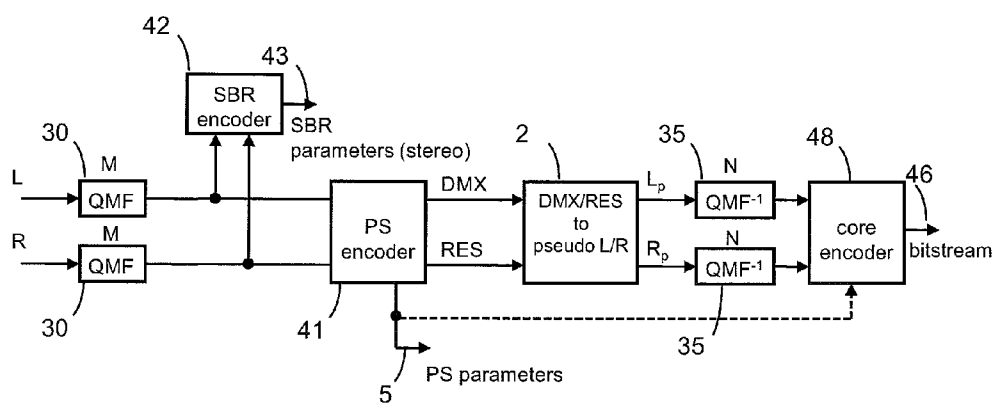 42
43
SBR
encoder
SBR
parameters (stereo)
30
M
L
QMF
R
M
QMF
30
PS
encoder
41
DMX
RES
2
DMX/RES
to
pseudo L/R
Lp
Rp
35
N
QMF-1
N
QMF-1
35
48
core
encoder
46
bitstream
5
PS parameters